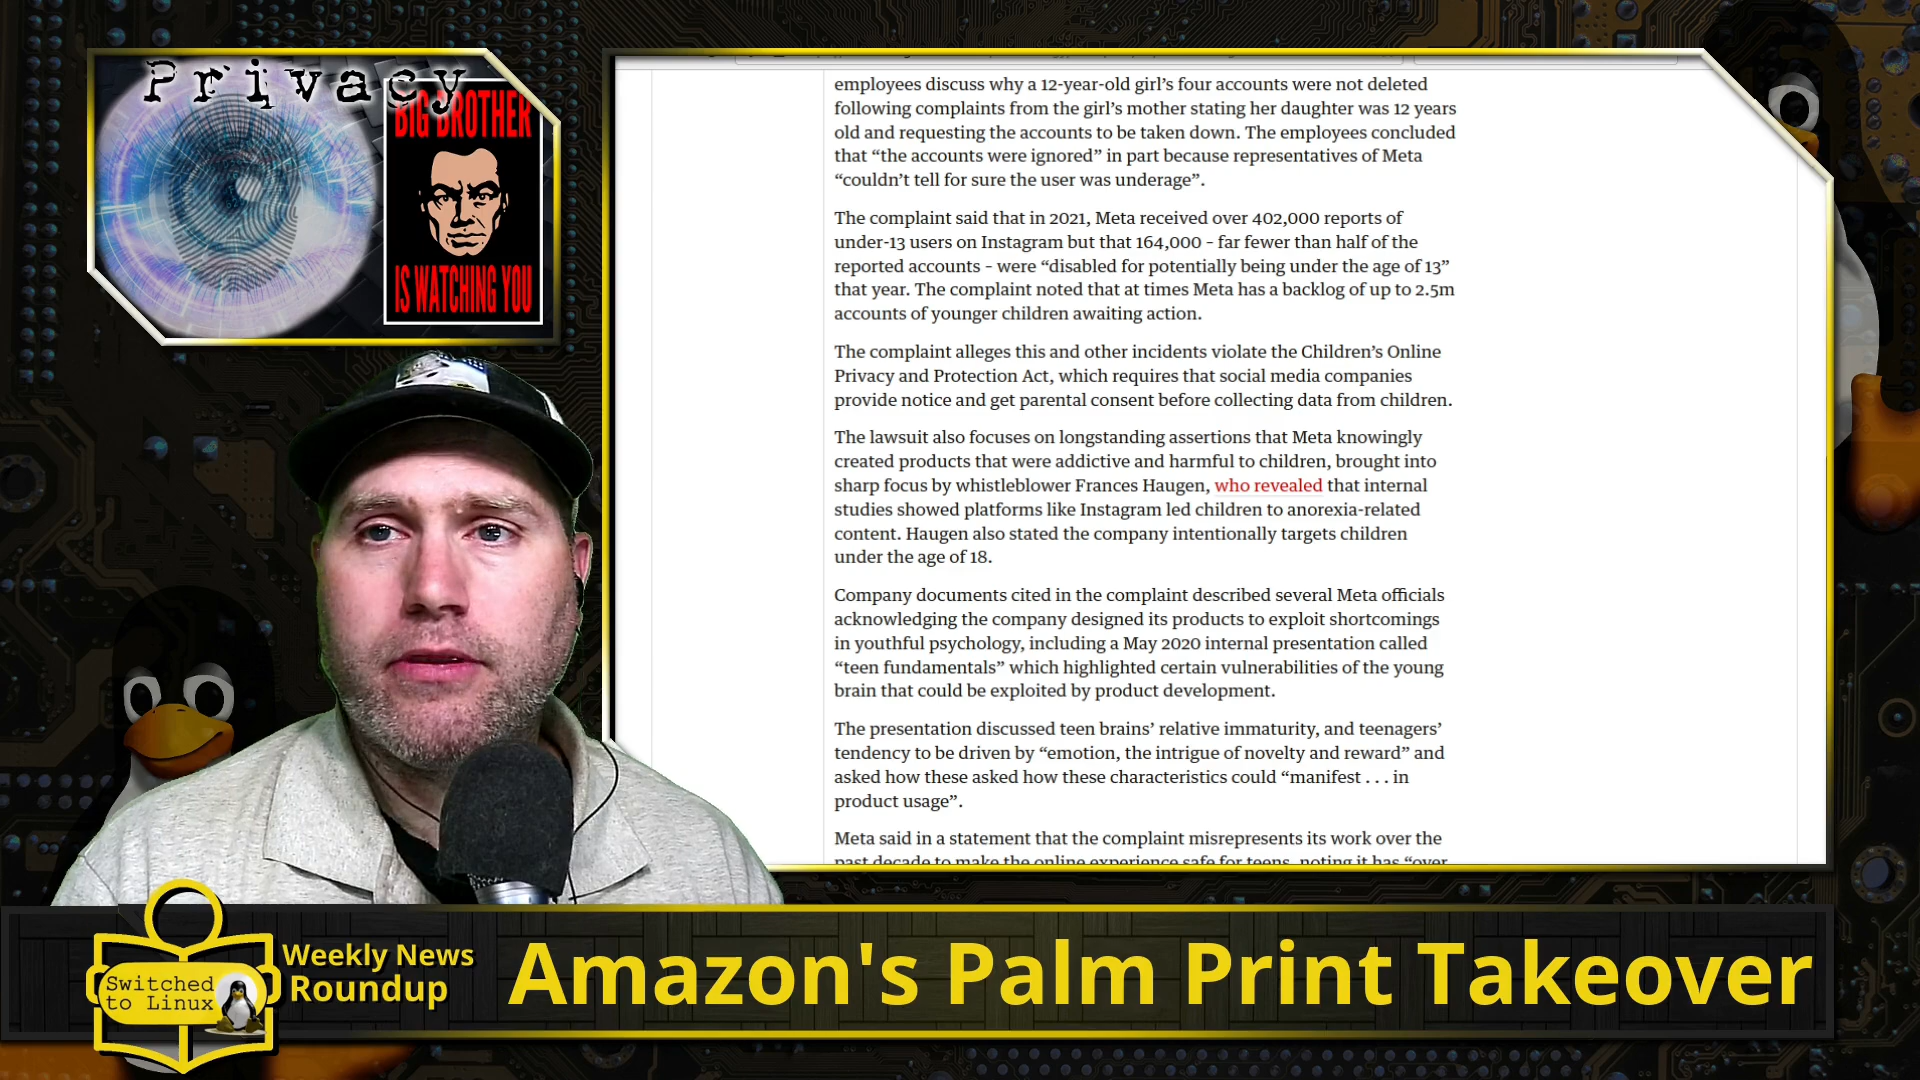 Privacy
BIG BROTHER
IS WATCHING YOU
employees discuss why a 12-year-old girl’s four accounts were not deleted
following complaints from the girl’s mother stating her daughter was 12 years
old and requesting the accounts to be taken down. The employees concluded
that “the accounts were ignored” in part because representatives of Meta
“couldn’t tell for sure the user was underage”.
The complaint said that in 2021, Meta received over 402,000 reports of
under-13 users on Instagram but that 164,000 – far fewer than half of the
reported accounts – were “disabled for potentially being under the age of 13”
that year. The complaint noted that at times Meta has a backlog of up to 2.5m
accounts of younger children awaiting action.
The complaint alleges this and other incidents violate the Children’s Online
Privacy and Protection Act, which requires that social media companies
provide notice and get parental consent before collecting data from children.
The lawsuit also focuses on longstanding assertions that Meta knowingly
created products that were addictive and harmful to children, brought into
sharp focus by whistleblower Frances Haugen, who revealed that internal
studies showed platforms like Instagram led children to anorexia-related
content. Haugen also stated the company intentionally targets children
under the age of 18.
Company documents cited in the complaint described several Meta officials
acknowledging the company designed its products to exploit shortcomings
in youthful psychology, including a May 2020 internal presentation called
“teen fundamentals” which highlighted certain vulnerabilities of the young
brain that could be exploited by product development.
The presentation discussed teen brains’ relative immaturity, and teenagers’
tendency to be driven by “emotion, the intrigue of novelty and reward” and
asked how these asked how these characteristics could “manifest . . . in
product usage”.
Meta said in a statement that the complaint misrepresents its work over the
past decade to make the online experience safe for teens, noting it has “over
Switched
to Linux
Weekly News
Roundup
Amazon's Palm Print Takeover